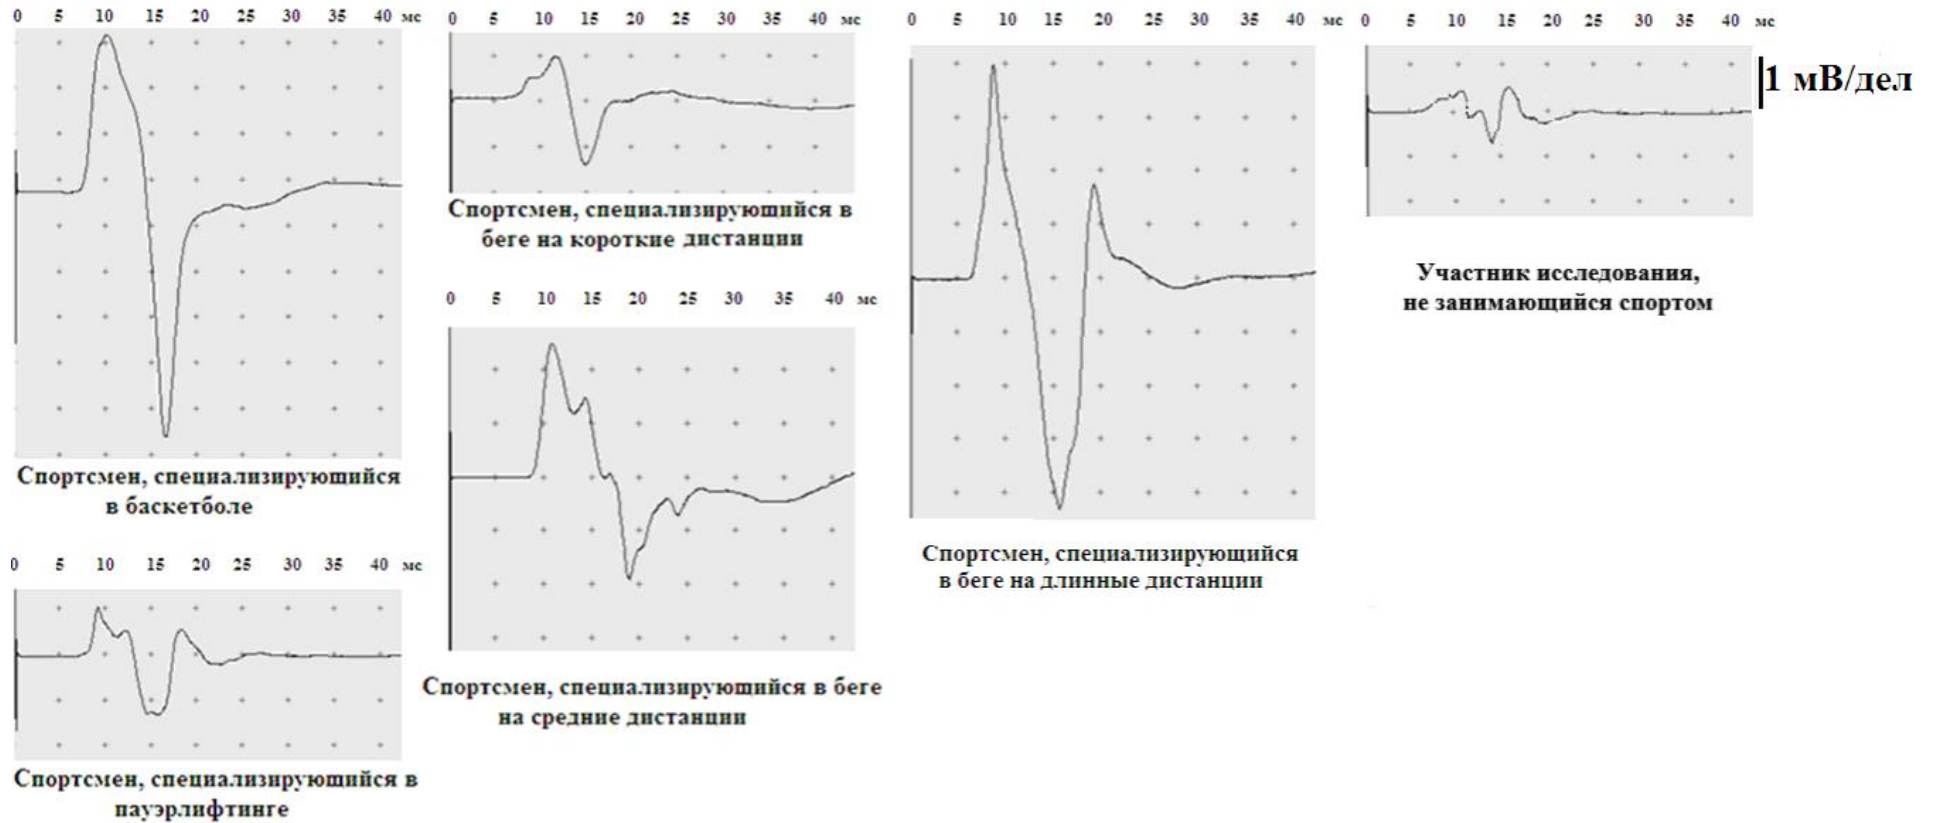 0 5 10 15 20 25 30 35 40 мс
Спортсмен, специализирующийся
в баскетболе
0 5 10 15 20 25 30 35 40 мс
Спортсмен, специализирующийся в
пауэрлифтинге
0 5 10 15 20 25 30 35 40 мс
Спортсмен, специализирующийся в
беге на короткие дистанции
0 5 10 15 20 25 30 35 40 мс
Спортсмен, специализирующийся в беге
на средние дистанции
0 5 10 15 20 25 30 35 40 мс
Спортсмен, специализирующийся
в беге на длинные дистанции
0 5 10 15 20 25 30 35 40 мс
1 мВ/дел
Участник исследования,
не занимающийся спортом